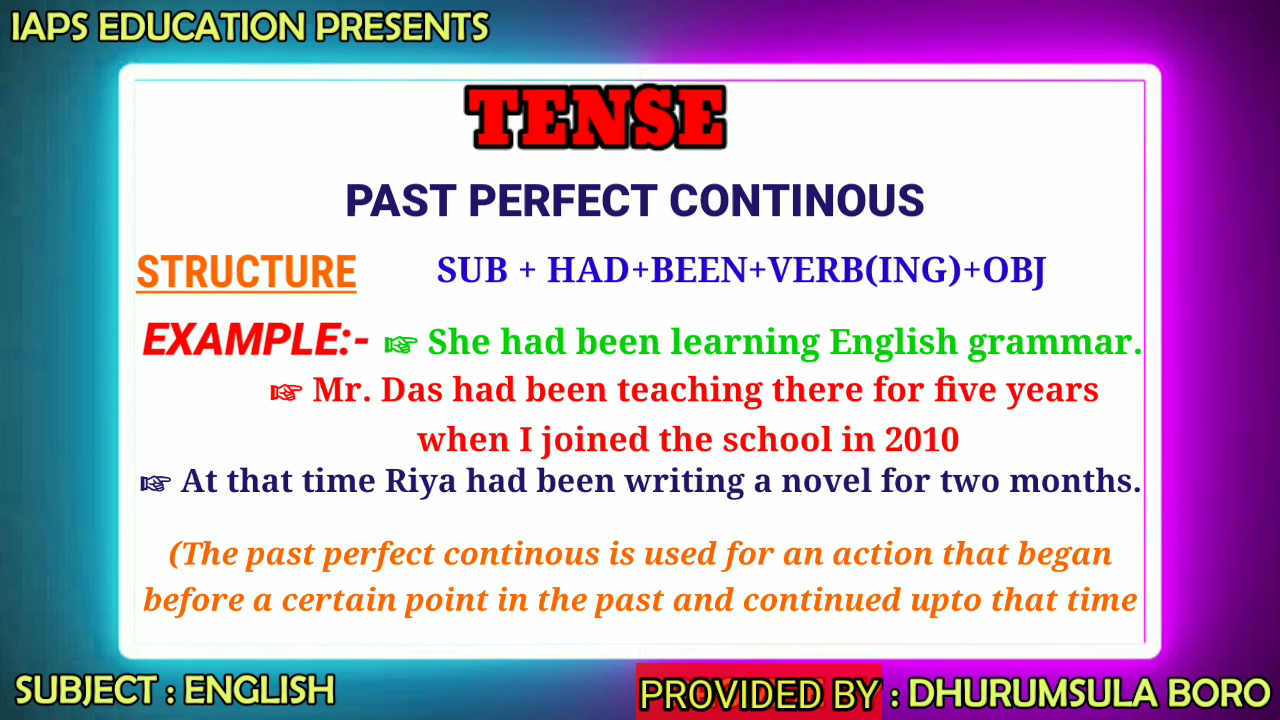 IAPS EDUCATION PRESENTS
TENSE
PAST PERFECT CONTINOUS
STRUCTURE SUB + HAD+BEEN+VERB(ING)+OBJ
EXAMPLE:- ☞ She had been learning English grammar.
☞ Mr. Das had been teaching there for five years
when I joined the school in 2010
☞ At that time Riya had been writing a novel for two months.
(The past perfect continous is used for an action that began
before a certain point in the past and continued upto that time
SUBJECT : ENGLISH
PROVIDED BY : DHURUMSULA BORO